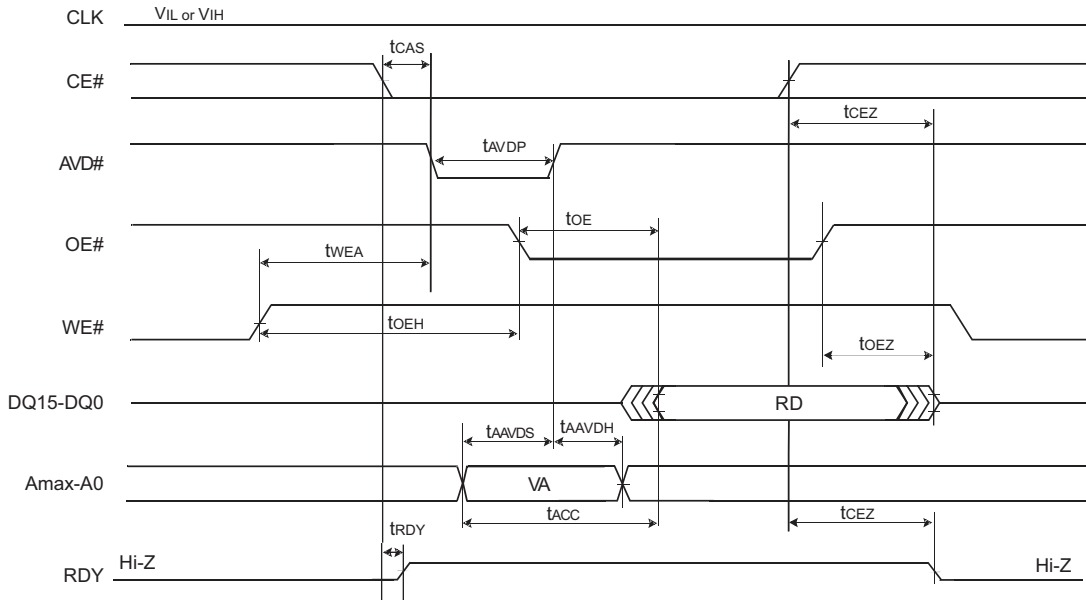 CLK VIL or VIH
tCAS
CE#
tCEZ
AVD# tAVDP
tOE
OE#
tWEA
WE# tOEH
tOEZ
DQ15-DQ0 RD
tAAVDS tAAVDH
Amax-A0 VA
tACC
tCEZ
tRDY
Hi-Z Hi-Z
RDY